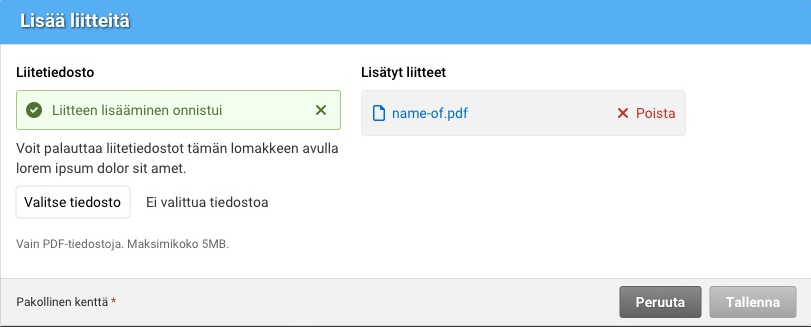 Lisää liitteitä
Liitetiedosto
Liitteen lisääminen onnistui
Voit palauttaa liitetiedostot tämän lomakkeen avulla
lorem ipsum dolor sit amet.
Valitse tiedosto Ei valittua tiedostoa
Vain PDF-tiedostoja. Maksimikoko 5MB.
Lisätyt liitteet
name-of.pdf Poista
Pakollinen kenttä *
Peruuta Tallenna